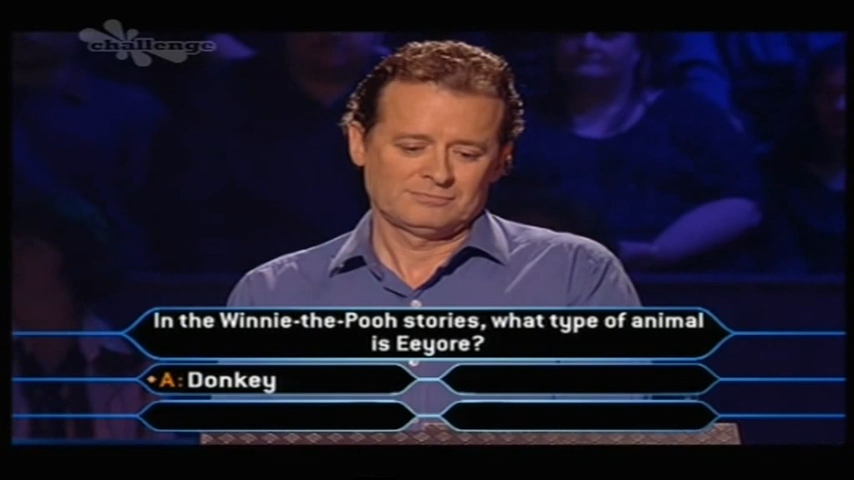 challenge
In the Winnie-the-Pooh stories, what type of animal
is Eeyore?
A: Donkey